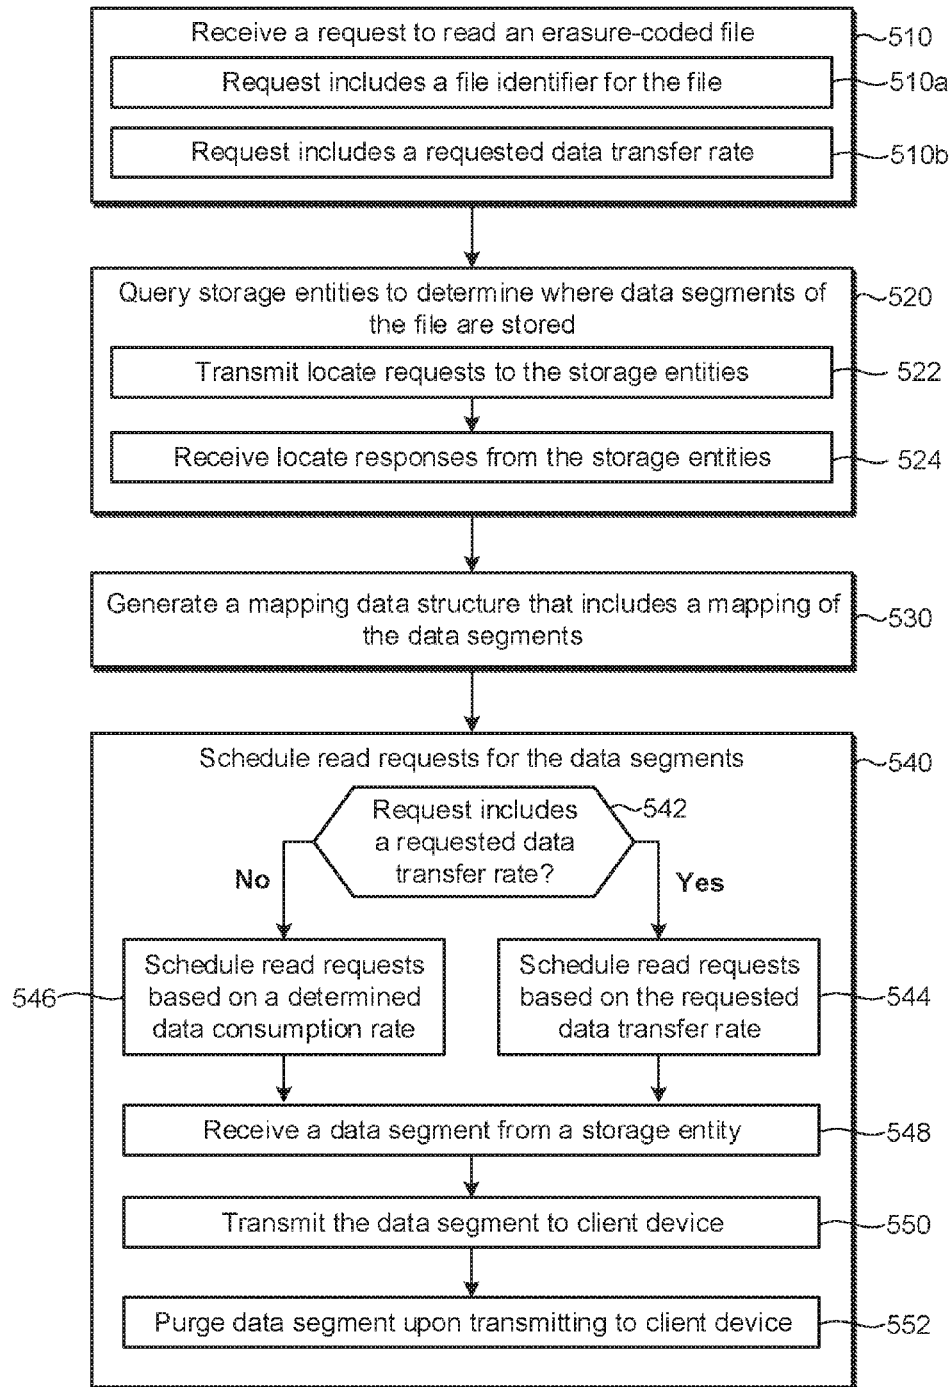 Receive a request to read an erasure-coded file
510
Request includes a file identifier for the file
510a
Request includes a requested data transfer rate
510b
Query storage entities to determine where data segments of
the file are stored
520
Transmit locate requests to the storage entities
522
Receive locate responses from the storage entities
524
Generate a mapping data structure that includes a mapping of
the data segments
530
Schedule read requests for the data segments
540
Request includes
a requested data
transfer rate?
542
No
Yes
Schedule read requests
based on a determined
data consumption rate
546
Schedule read requests
based on the requested
data transfer rate
544
Receive a data segment from a storage entity
548
Transmit the data segment to client device
550
Purge data segment upon transmitting to client device
552